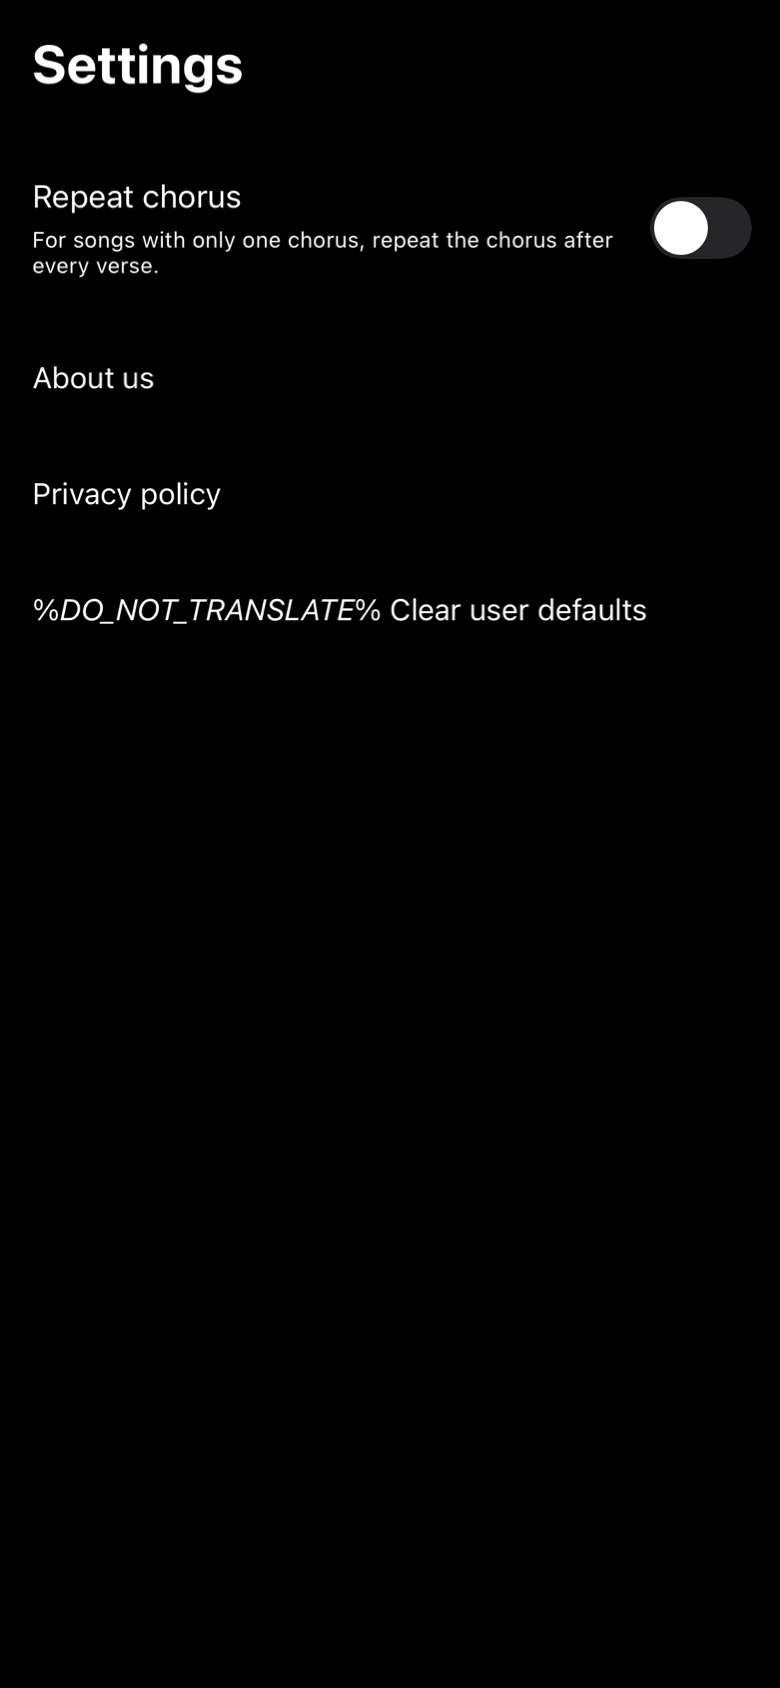 Settings
Repeat chorus
For songs with only one chorus, repeat the chorus after
every verse.
About us
Privacy policy
%DO_NOT_TRANSLATE% Clear user defaults